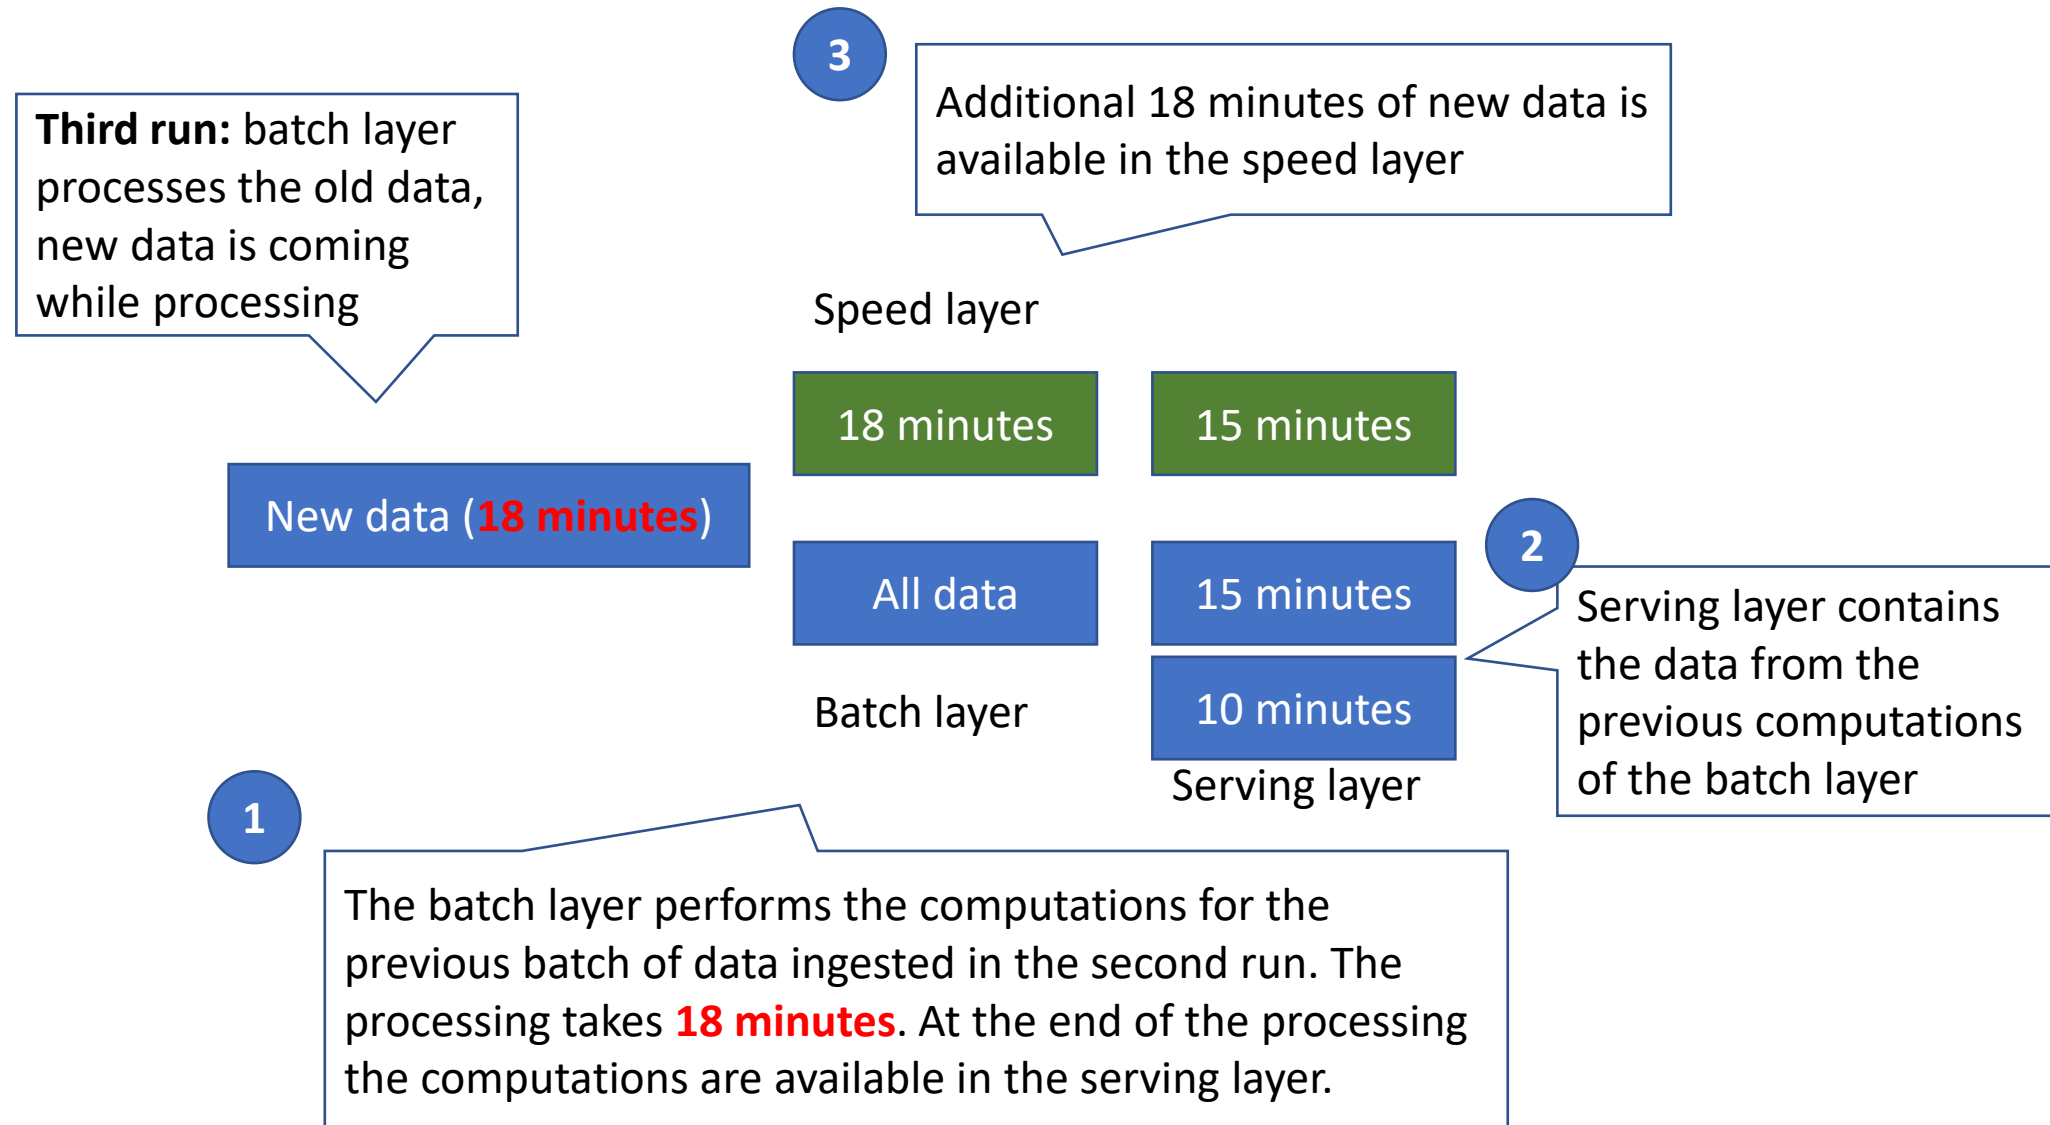 3
Additional 18 minutes of new data is
available in the speed layer
Third run: batch layer
processes the old data,
new data is coming
while processing
Speed layer
18 minutes
15 minutes
New data (18 minutes)
All data
15 minutes
2
Serving layer contains
the data from the
previous computations
of the batch layer
10 minutes
Batch layer
Serving layer
1
The batch layer performs the computations for the
previous batch of data ingested in the second run. The
processing takes 18 minutes. At the end of the processing
the computations are available in the serving layer.